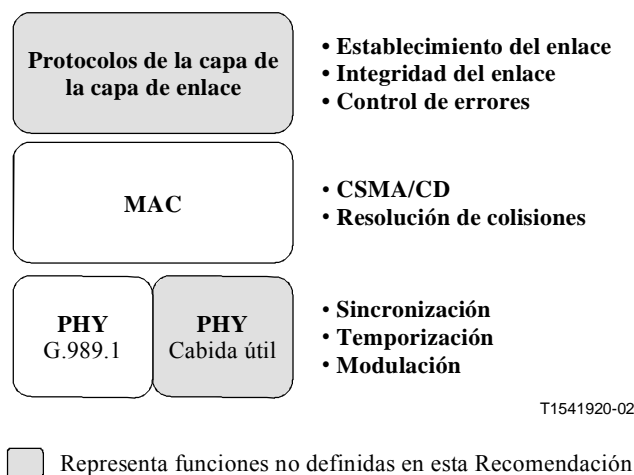 Protocolos de la capa de
la capa de enlace
• Establecimiento del enlace
• Integridad del enlace
• Control de errores
MAC
• CSMA/CD
• Resolución de colisiones
PHY
G.989.1
PHY
Cabida útil
• Sincronización
• Temporización
• Modulación
T1541920-02
Representa funciones no definidas en esta Recomendación